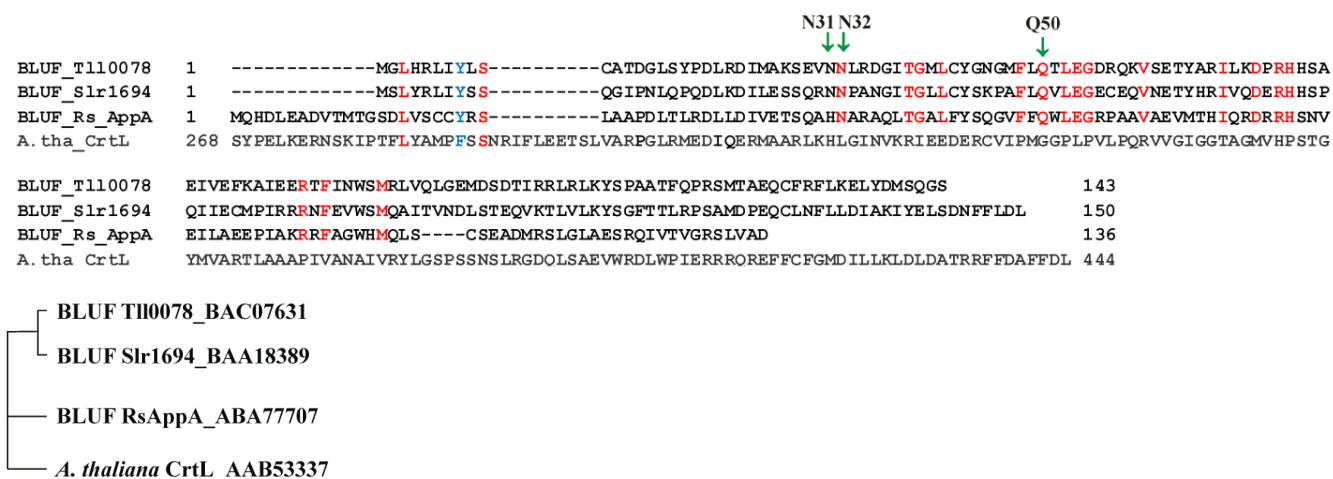 N31 N32 Q50
BLUF_Tll0078 1 -------------MGLHRLIYLS----------CATDGLSYPDLRDIMAKSEVNNLRDGITGMLCYGNGMFLQTLEGDRQKVSETYARILKDPRHHSA
BLUF_Slr1694 1 -------------MSLYRLIYSS----------QGIPNLQPQDLKDILESSQRNNPANGITGLLCYSKPAFLQVLEGECEQVNETYHRIVQDERHHSP
BLUF_Rs_AppA 1 MQHDLEADVTMTGSDLVSCCYRS----------LAAPDLTLRDLLDIVETSQAHNARAQLTGALFYSQGVFFQWLEGRPAAVAEVMTHIQRDRRHSNV
A.tha_CrtL 268 SYPELKERNSKIPTFLYAMPFSSNRIFLEETSLVARPGLRMEDIQERMAARLKHLGINVKRIEEDERCVIPMGGPLPVLPQRVVGIGGTAGMVHPSTG
BLUF_Tll0078 EIVEFKAIEERTFINWSMRLVQLGEMDSDTIRRLRLKYSPAATFQPRSMTAEQCFRFLKELYDMSQGS 143
BLUF_Slr1694 QIIECMPIRRRNFEVWSMQAITVNDLSTEQVKTLVLKYSGFTTLRPSAMDPEQCLNFLLDIAKIYELSDNFFLDL 150
BLUF_Rs_AppA EILAEEPIAKRRFAGWHMQLS----CSEADMRSLGLAESRQIVTVGRSLVAD 136
A.tha CrtL YMVARTLAAAPIVANAIVRYLGSPSSNSLRGDQLSAEVWRDLWPIERRRQREFFCFGMDILLKLDLDATRRFFDAFFDL 444
BLUF Tll0078_BAC07631
BLUF Slr1694_BAA18389
BLUF RsAppA_ABA77707
A. thaliana CrtL_AAB53337